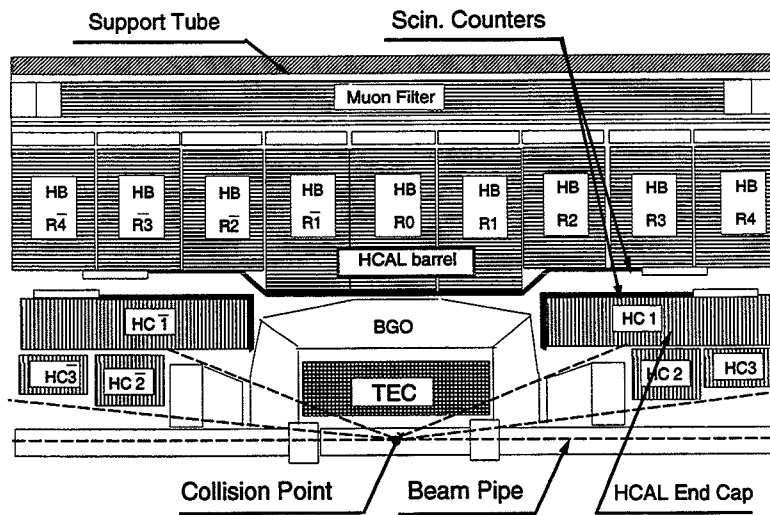 Support Tube
Scin. Counters
Muon Filter
HB HB HB HB HB HB HB HB HB
R4̅ R3̅ R2̅ R1̅ R0 R1 R2 R3 R4
HCAL barrel
HC 1̅
BGO
HC 1
HC3̅
HC 2̅
TEC
HC 2
HC3
Collision Point
Beam Pipe
HCAL End Cap